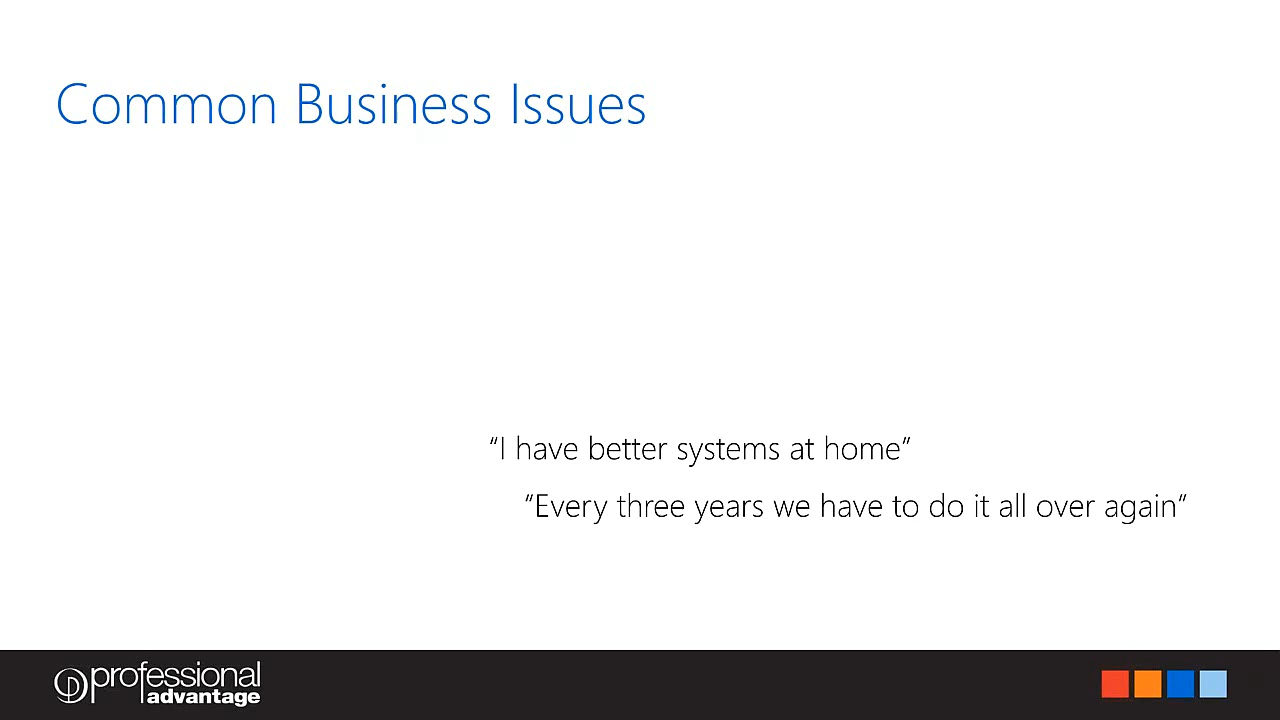 Common Business Issues
“I have better systems at home”
“Every three years we have to do it all over again”
professional
advantage